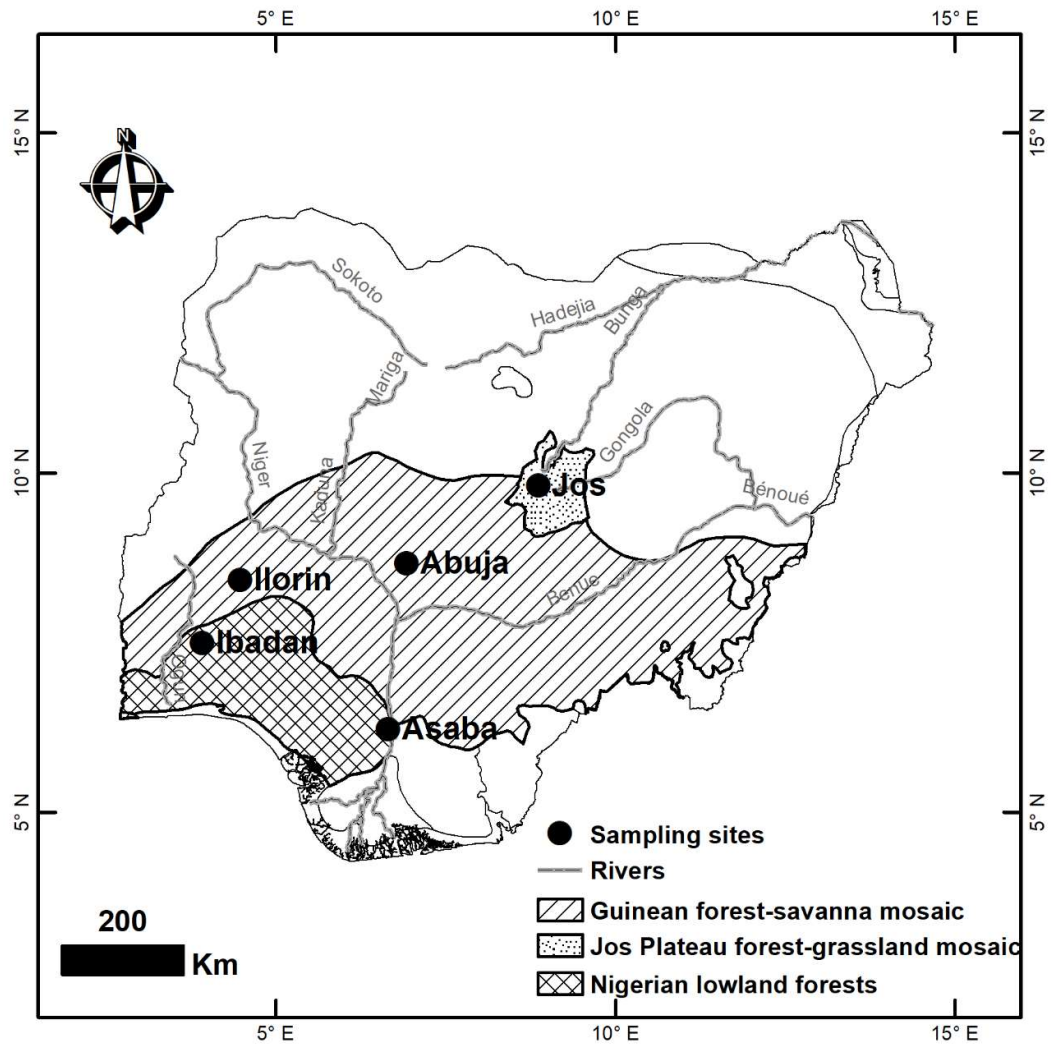 5° E 10° E 15° E
15° N 15° N
N
Sokoto
Hadejia
Bunga
Mariga
Gongola
Niger
Kaduna
10° N 10° N
Jos
Bénoué
Abuja
Ilorin
Benue
Ibadan
Ogun
Asaba
5° N 5° N
Sampling sites
Rivers
200
Guinean forest-savanna mosaic
Km
Jos Plateau forest-grassland mosaic
Nigerian lowland forests
5° E 10° E 15° E